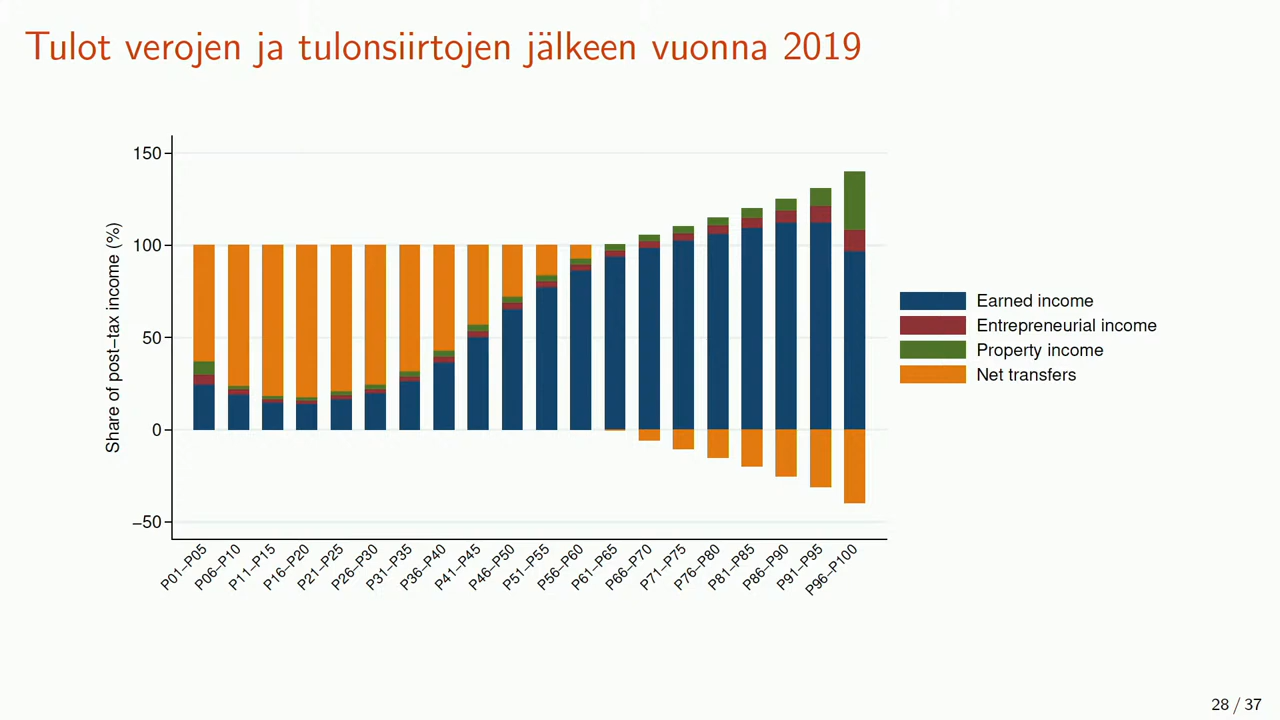 Tulot verojen ja tulonsiirtojen jälkeen vuonna 2019
Share of post−tax income (%)
150
100
50
0
−50
P01−P05
P06−P10
P11−P15
P16−P20
P21−P25
P26−P30
P31−P35
P36−P40
P41−P45
P46−P50
P51−P55
P56−P60
P61−P65
P66−P70
P71−P75
P76−P80
P81−P85
P86−P90
P91−P95
P96−P100
Earned income
Entrepreneurial income
Property income
Net transfers
28 / 37